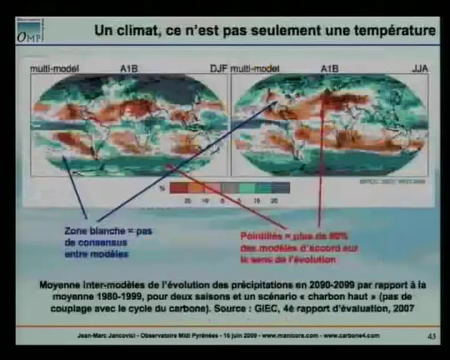 OMP
Un climat, ce n'est pas seulement une température
multi-model A1B DJF multi-model A1B JJA
%
Zone blanche = pas
de consensus
entre modèles
Pointillés = plus de 90%
des modèles d'accord sur
le sens de l'évolution
Moyenne inter-modèles de l'évolution des précipitations en 2090-2099 par rapport à la
moyenne 1980-1999, pour deux saisons et un scénario « charbon haut » (pas de
couplage avec le cycle du carbone). Source : GIEC, 4è rapport d'évaluation, 2007
Jean-Marc Jancovici - Observatoire Midi Pyrénées - 16 juin 2009 - www.manicore.com - www.carbone4.com